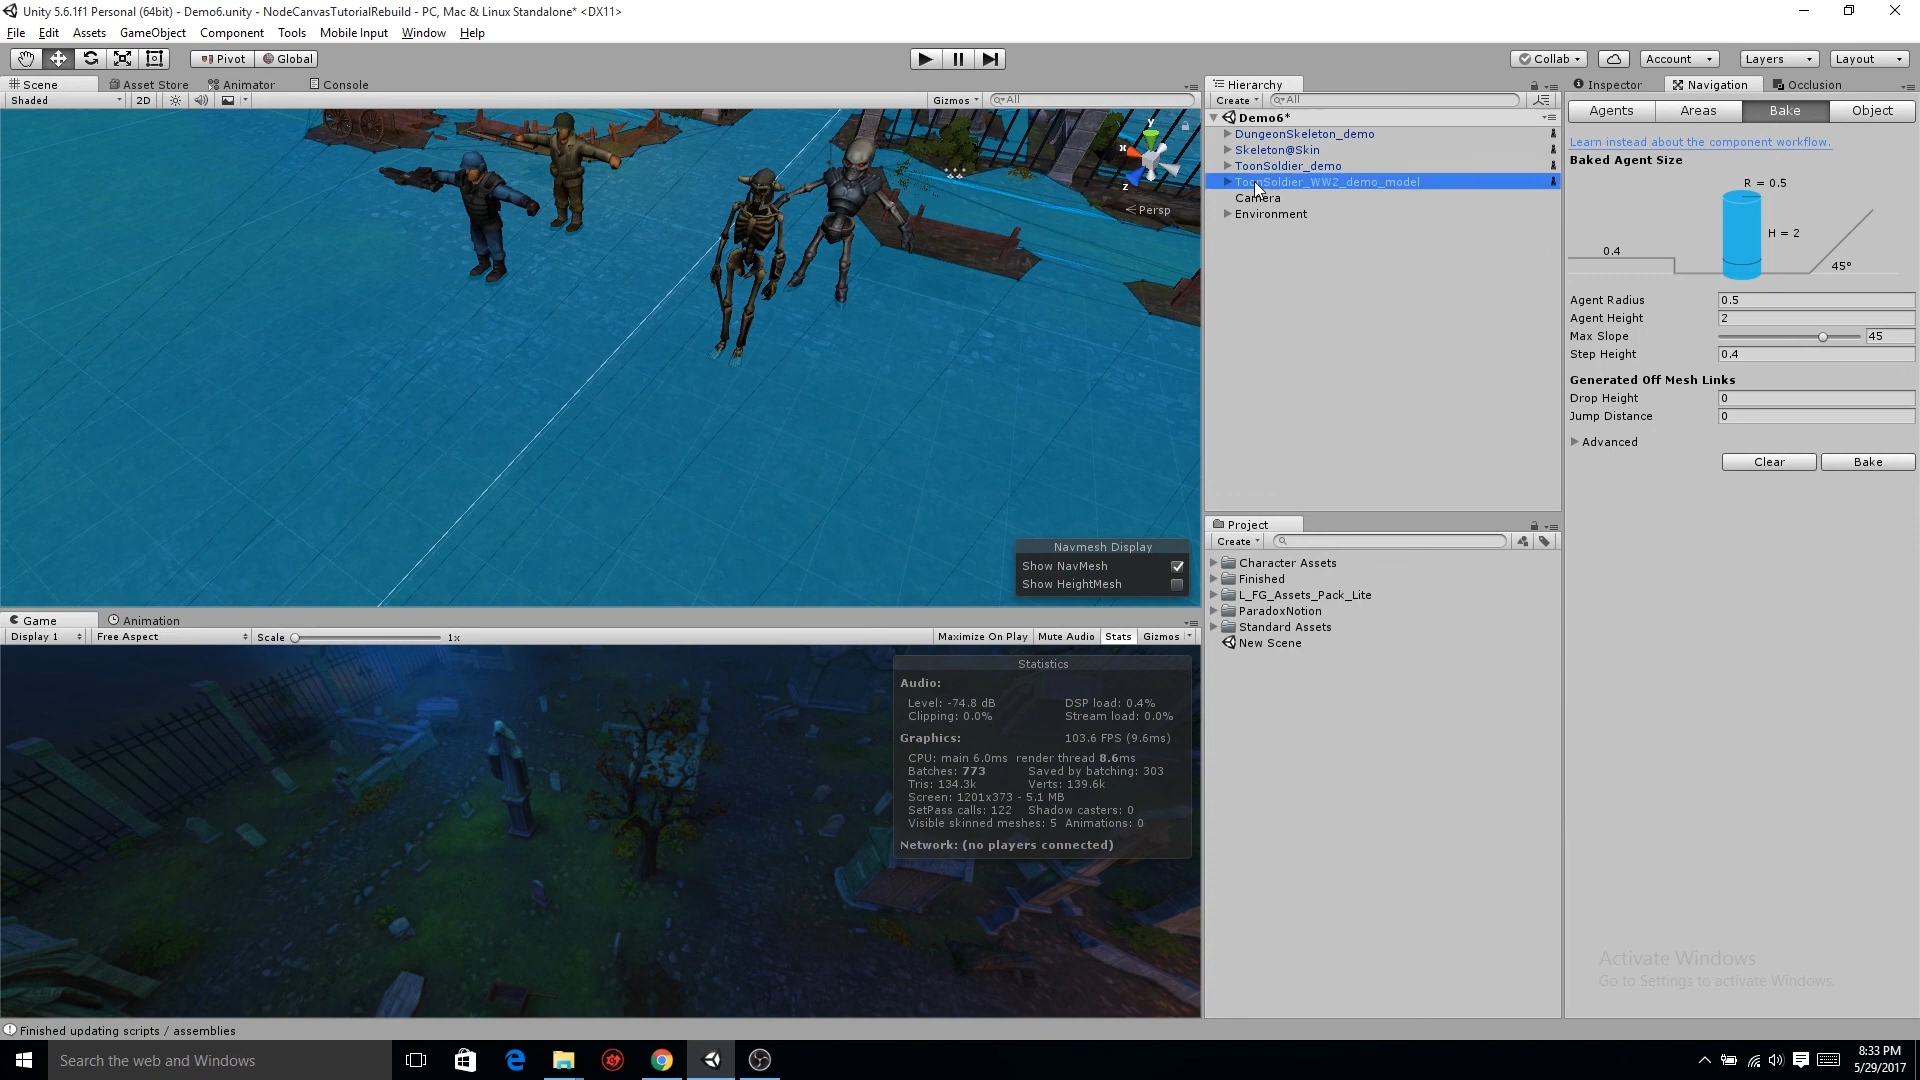 Unity 5.6.1f1 Personal (64bit) - Demo6.unity - NodeCanvasTutorialRebuild - PC, Mac & Linux Standalone* <DX11>
File Edit Assets GameObject Component Tools Mobile Input Window Help
Pivot Global Collab Account Layers Layout
Scene Asset Store Animator Console
Shaded 2D Gizmos All
y
x
z
Persp
Navmesh Display
Show NavMesh
Show HeightMesh
Game Animation
Display 1 Free Aspect Scale 1x Maximize On Play Mute Audio Stats Gizmos
Statistics
Audio:
Level: -74.8 dB DSP load: 0.4%
Clipping: 0.0% Stream load: 0.0%
Graphics: 103.6 FPS (9.6ms)
CPU: main 6.0ms render thread 8.6ms
Batches: 773 Saved by batching: 303
Tris: 134.3k Verts: 139.6k
Screen: 1201x373 - 5.1 MB
SetPass calls: 122 Shadow casters: 0
Visible skinned meshes: 5 Animations: 0
Network: (no players connected)
Hierarchy
Create All
Demo6*
DungeonSkeleton_demo
Skeleton@Skin
ToonSoldier_demo
ToonSoldier_WW2_demo_model
Camera
Environment
Project
Create
Character Assets
Finished
L_FG_Assets_Pack_Lite
ParadoxNotion
Standard Assets
New Scene
Inspector Navigation Occlusion
Agents Areas Bake Object
Learn instead about the component workflow.
Baked Agent Size
R = 0.5
H = 2
0.4
45°
Agent Radius 0.5
Agent Height 2
Max Slope 45
Step Height 0.4
Generated Off Mesh Links
Drop Height 0
Jump Distance 0
Advanced
Clear Bake
Activate Windows
Go to Settings to activate Windows.
Finished updating scripts / assemblies
Search the web and Windows
8:33 PM
5/29/2017